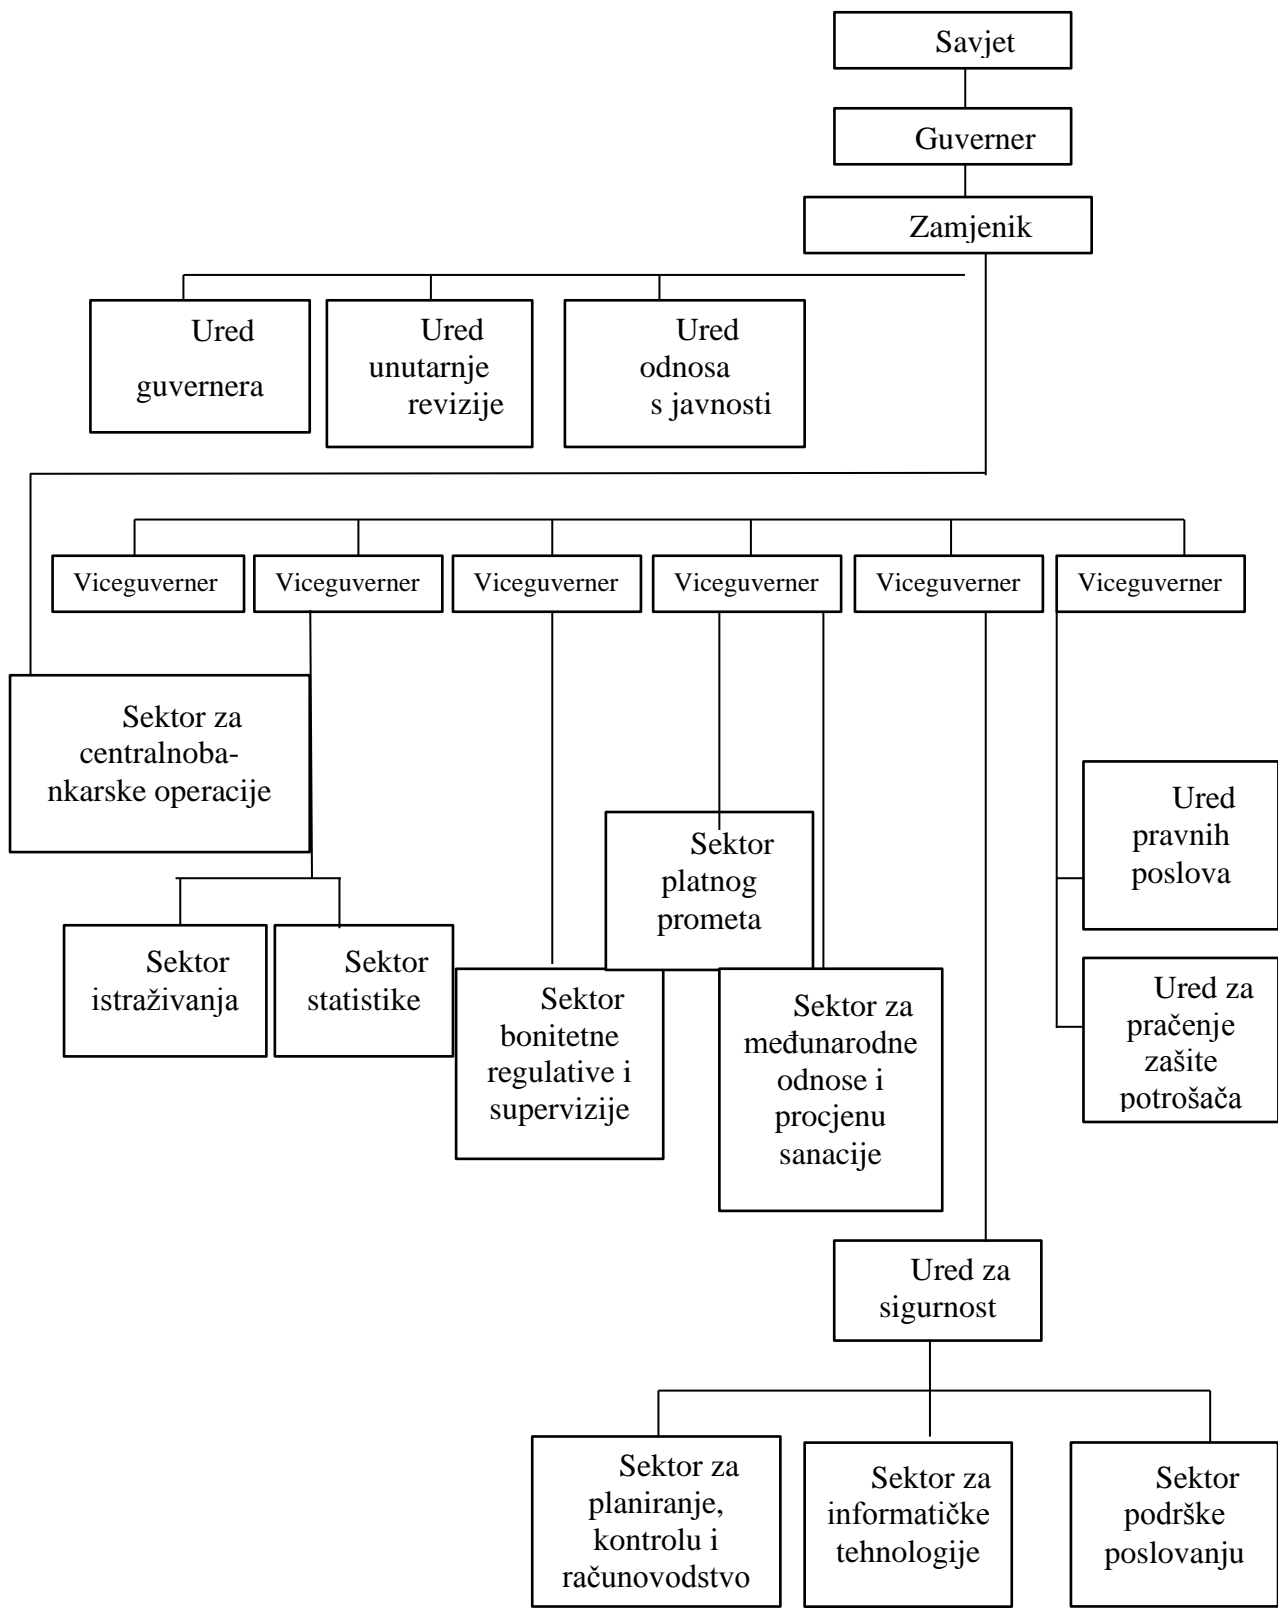 Savjet
Guverner
Zamjenik
Ured
guvernera
Ured
unutarnje
revizije
Ured
odnosa
s javnosti
Viceguverner
Viceguverner
Viceguverner
Viceguverner
Viceguverner
Viceguverner
Sektor za
centralnoba-
nkarske operacije
Ured
pravnih
poslova
Sektor
platnog
prometa
Sektor
istraživanja
Sektor
statistike
Sektor
bonitetne
regulative i
supervizije
Sektor za
međunarodne
odnose i
procjenu
sanacije
Ured za
pračenje
zašite
potrošača
Ured za
sigurnost
Sektor za
planiranje,
kontrolu i
računovodstvo
Sektor za
informatičke
tehnologije
Sektor
podrške
poslovanju